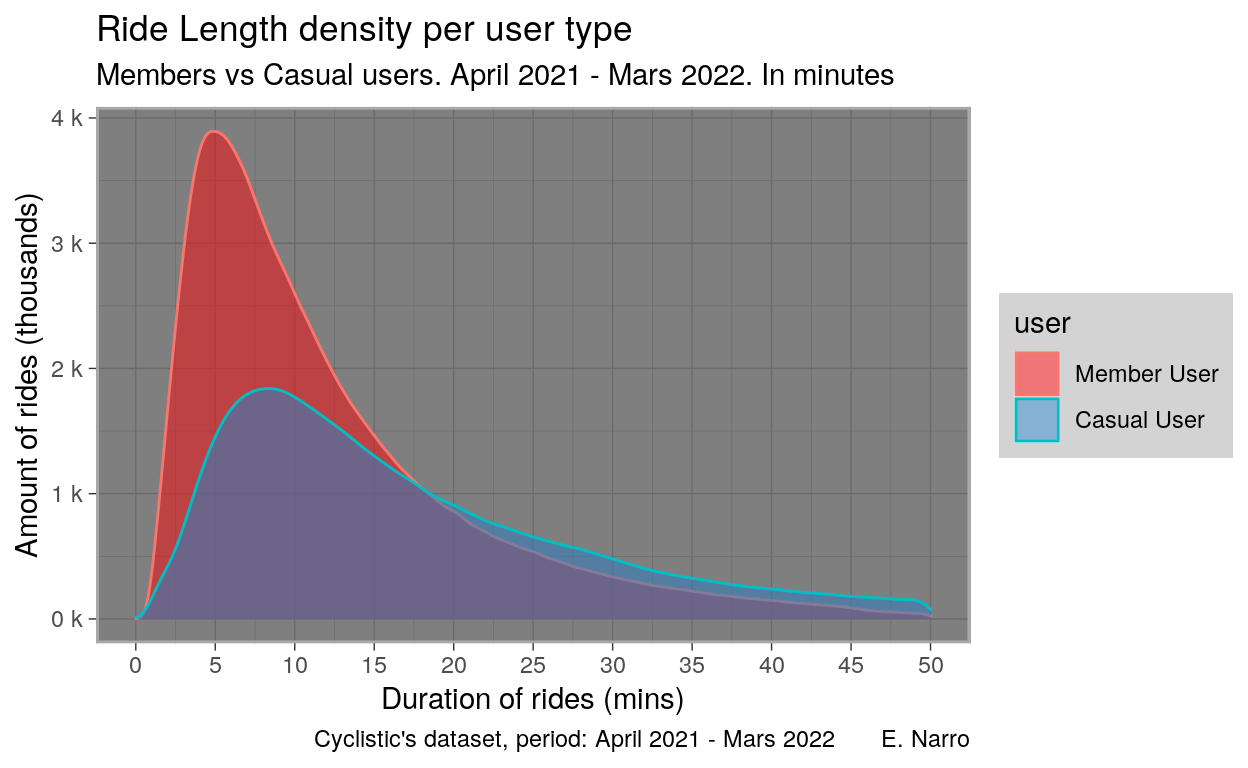 Ride Length density per user type
Members vs Casual users. April 2021 - Mars 2022. In minutes
Amount of rides (thousands)
4 k
3 k
2 k
1 k
0 k
0 5 10 15 20 25 30 35 40 45 50
Duration of rides (mins)
user
Member User
Casual User
Cyclistic's dataset, period: April 2021 - Mars 2022 E. Narro